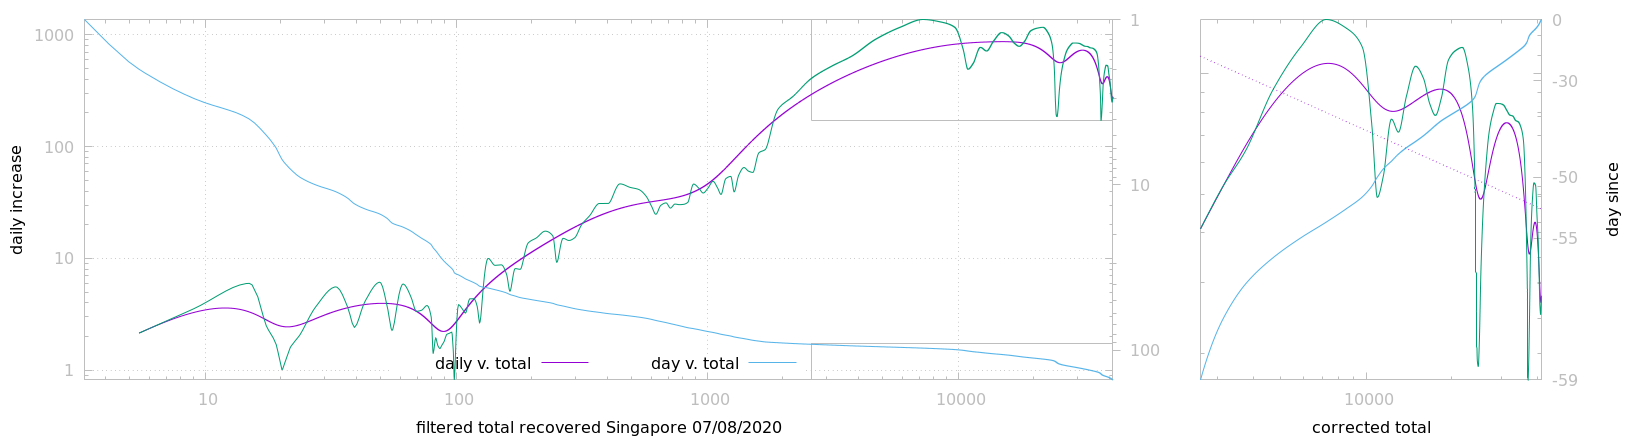 1000
100
10
1
daily increase
10
100
1000
10000
filtered total recovered Singapore 07/08/2020
daily v. total
day v. total
1
10
100
0
-30
-50
-55
-59
day since
10000
corrected total